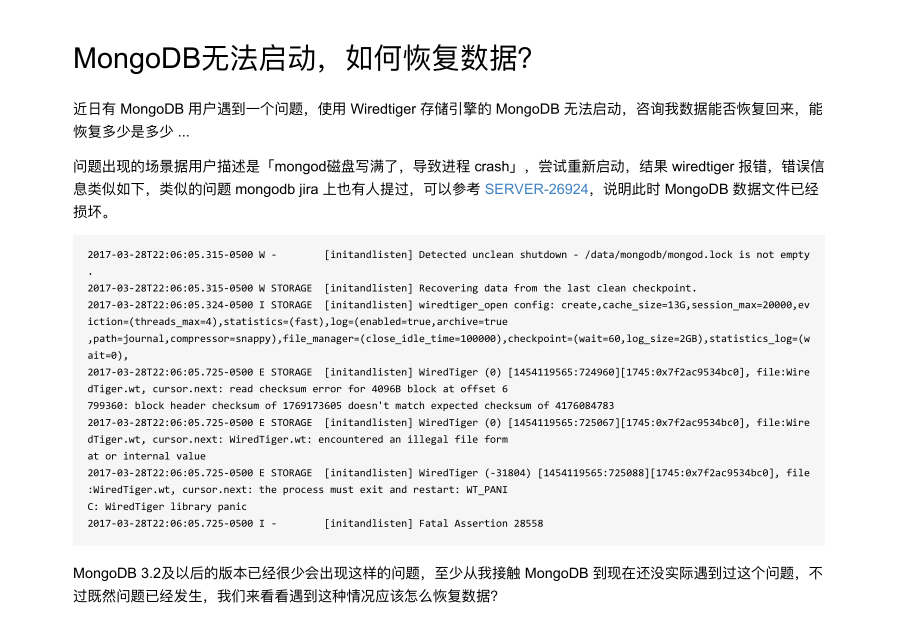 MongoDB无法启动，如何恢复数据?
近日有 MongoDB 用户遇到一个问题，使用 Wiredtiger 存储引擎的 MongoDB 无法启动，咨询我数据能否恢复回来，能
恢复多少是多少 ...
问题出现的场景据用户描述是「mongod磁盘写满了，导致进程 crash」，尝试重新启动，结果 wiredtiger 报错，错误信
息类似如下，类似的问题 mongodb jira 上也有人提过，可以参考 SERVER-26924，说明此时 MongoDB 数据文件已经
损坏。
2017-03-28T22:06:05.315-0500 W -        [initandlisten] Detected unclean shutdown - /data/mongodb/mongod.lock is not empty
.
2017-03-28T22:06:05.315-0500 W STORAGE  [initandlisten] Recovering data from the last clean checkpoint.
2017-03-28T22:06:05.324-0500 I STORAGE  [initandlisten] wiredtiger_open config: create,cache_size=13G,session_max=20000,ev
iction=(threads_max=4),statistics=(fast),log=(enabled=true,archive=true
,path=journal,compressor=snappy),file_manager=(close_idle_time=100000),checkpoint=(wait=60,log_size=2GB),statistics_log=(w
ait=0),
2017-03-28T22:06:05.725-0500 E STORAGE  [initandlisten] WiredTiger (0) [1454119565:724960][1745:0x7f2ac9534bc0], file:Wire
dTiger.wt, cursor.next: read checksum error for 4096B block at offset 6
799360: block header checksum of 1769173605 doesn't match expected checksum of 4176084783
2017-03-28T22:06:05.725-0500 E STORAGE  [initandlisten] WiredTiger (0) [1454119565:725067][1745:0x7f2ac9534bc0], file:Wire
dTiger.wt, cursor.next: WiredTiger.wt: encountered an illegal file form
at or internal value
2017-03-28T22:06:05.725-0500 E STORAGE  [initandlisten] WiredTiger (-31804) [1454119565:725088][1745:0x7f2ac9534bc0], file
:WiredTiger.wt, cursor.next: the process must exit and restart: WT_PANI
C: WiredTiger library panic
2017-03-28T22:06:05.725-0500 I -        [initandlisten] Fatal Assertion 28558
MongoDB 3.2及以后的版本已经很少会出现这样的问题，至少从我接触 MongoDB 到现在还没实际遇到过这个问题，不
过既然问题已经发生，我们来看看遇到这种情况应该怎么恢复数据?